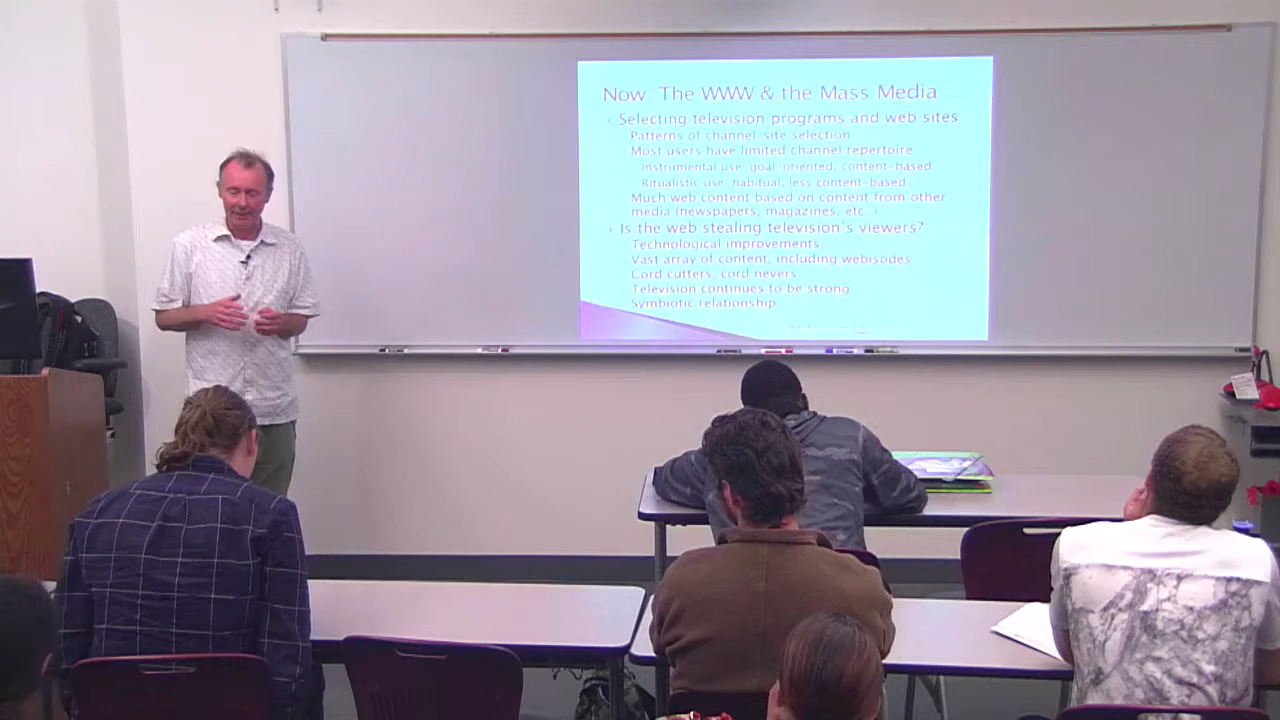 Now: The WWW & the Mass Media ...
Selecting television programs and web sites
Patterns of channel/site selection
Most users have limited channel repertoire
Instrumental use: goal-oriented, content-based
Ritualistic use: habitual, less content-based
Much web content based on content from other
media (newspapers, magazines, etc.)
Is the web stealing television's viewers?
Technological improvements
Vast array of content, including webisodes
Cord cutters, cord nevers
Television continues to be strong
Symbiotic relationship